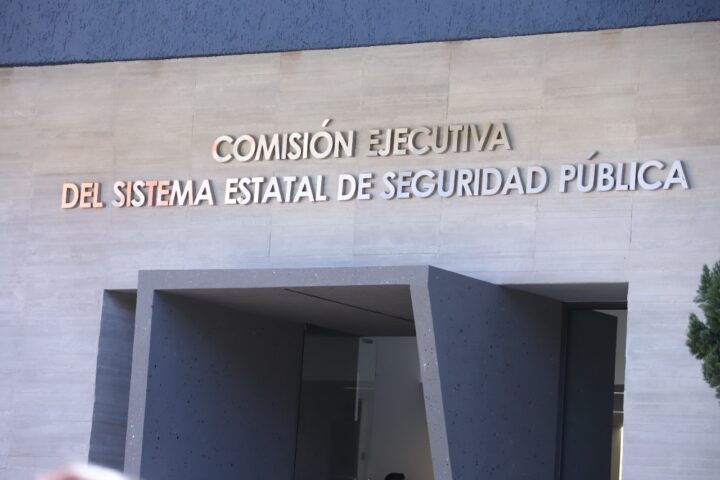 COMISIÓN EJECUTIVA
DEL SISTEMA ESTATAL DE SEGURIDAD PÚBLICA